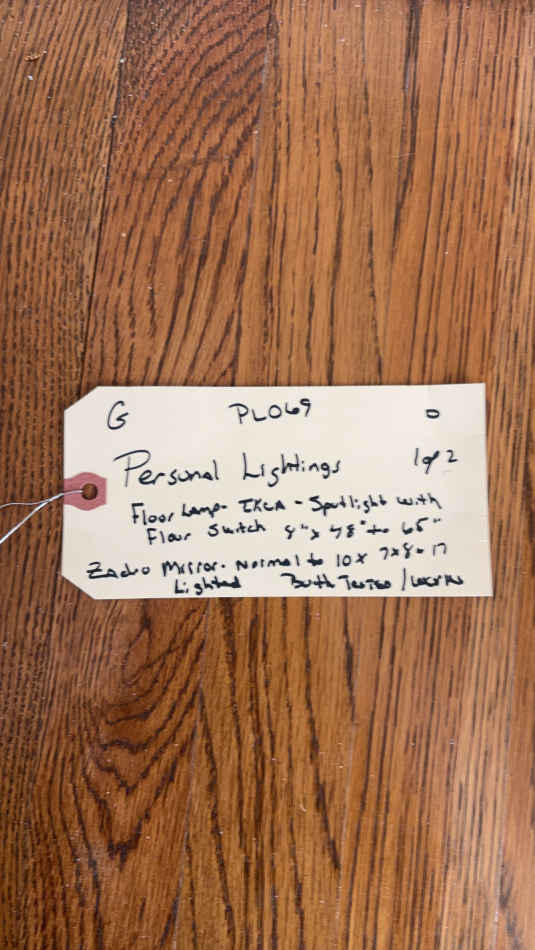 G PL069 0
Personal Lightings 1 of 2
Floor Lamp- IKEA - Spotlight with
Floor Switch 8" x 48" to 65"
Zadro Mirror- Normal to 10x 7x8x17
Lighted Both Tested / Works